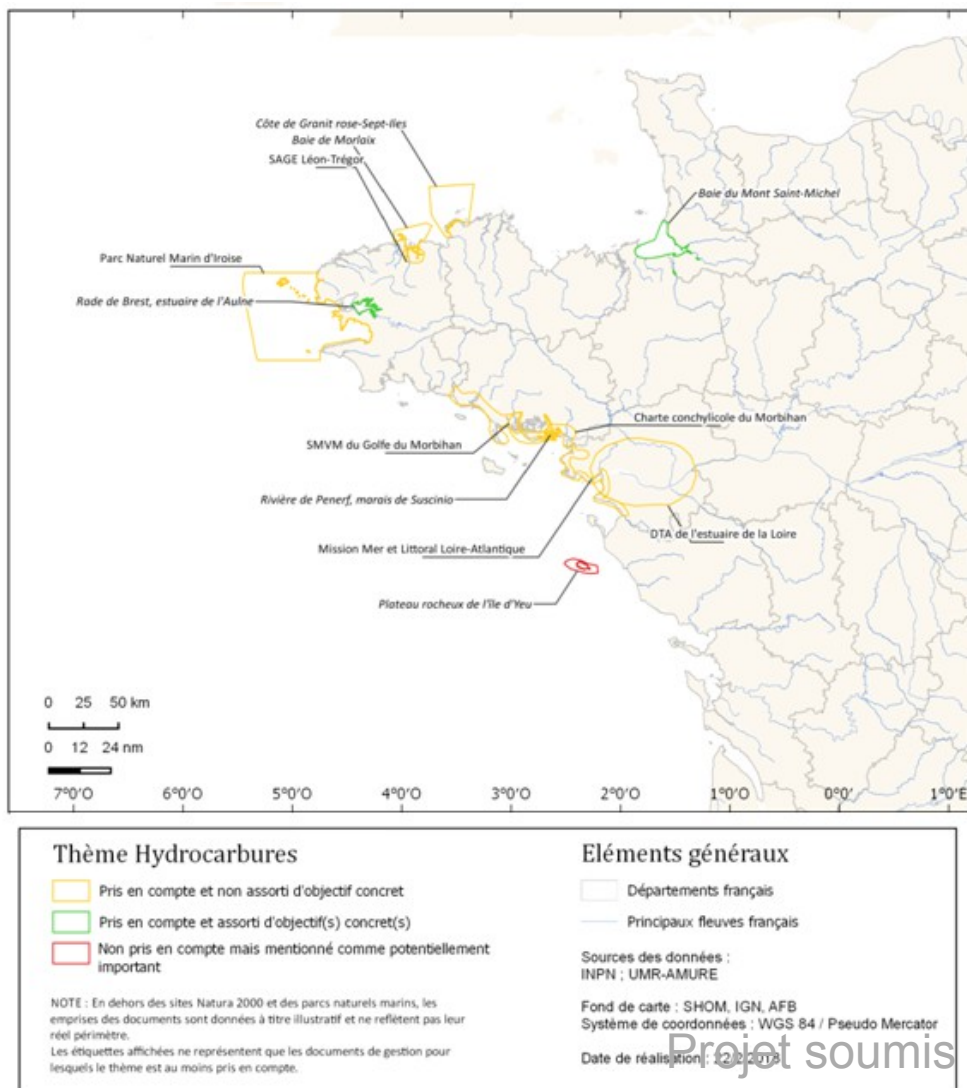 Côte de Granit rose-Sept-Iles
Baie de Morlaix
SAGE Léon-Trégor
Baie du Mont Saint-Michel
Parc Naturel Marin d'Iroise
Rade de Brest, estuaire de l'Aulne
Charte conchylicole du Morbihan
SMVM du Golfe du Morbihan
Rivière de Penerf, marais de Suscinio
DTA de l'estuaire de la Loire
Mission Mer et Littoral Loire-Atlantique
Plateau rocheux de l'île d'Yeu
0 25 50 km
0 12 24 nm
7°0'O 6°0'O 5°0'O 4°0'O 3°0'O 2°0'O 1°0'O 0°0'O 1°0'E
Thème Hydrocarbures
Pris en compte et non assorti d'objectif concret
Pris en compte et assorti d'objectif(s) concret(s)
Non pris en compte mais mentionné comme potentiellement
important
NOTE : En dehors des sites Natura 2000 et des parcs naturels marins, les
emprises des documents sont données à titre illustratif et ne reflètent pas leur
réel périmètre.
Les étiquettes affichées ne représentent que les documents de gestion pour
lesquels le thème est au moins pris en compte.
Eléments généraux
Départements français
Principaux fleuves français
Sources des données :
INPN ; UMR-AMURE
Fond de carte : SHOM, IGN, AFB
Système de coordonnées : WGS 84 / Pseudo Mercator
Date de réalisation : 22/2/2018
Projet soumis